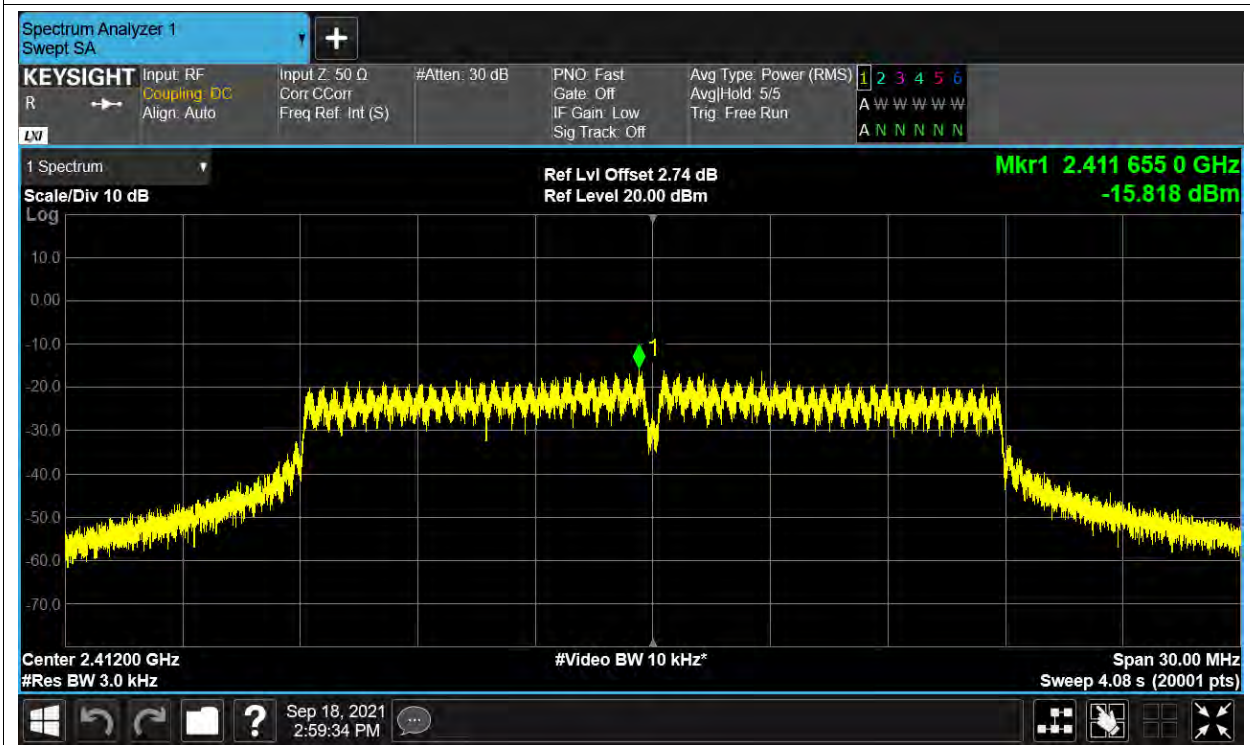 Spectrum Analyzer 1
Swept SA
+
KEYSIGHT
R
LXI
Input: RF
Coupling: DC
Align: Auto
Input Z: 50 Ω
Corr CCorr
Freq Ref: Int (S)
#Atten: 30 dB
PNO: Fast
Gate: Off
IF Gain: Low
Sig Track: Off
Avg Type: Power (RMS)
Avg|Hold: 5/5
Trig: Free Run
1 2 3 4 5 6
A W W W W W
A N N N N N
1 Spectrum
Scale/Div 10 dB
Log
Ref Lvl Offset 2.74 dB
Ref Level 20.00 dBm
Mkr1 2.411 655 0 GHz
-15.818 dBm
10.0
0.00
-10.0
1
-20.0
-30.0
-40.0
-50.0
-60.0
-70.0
Center 2.41200 GHz
#Res BW 3.0 kHz
#Video BW 10 kHz*
Span 30.00 MHz
Sweep 4.08 s (20001 pts)
?
Sep 18, 2021
2:59:34 PM